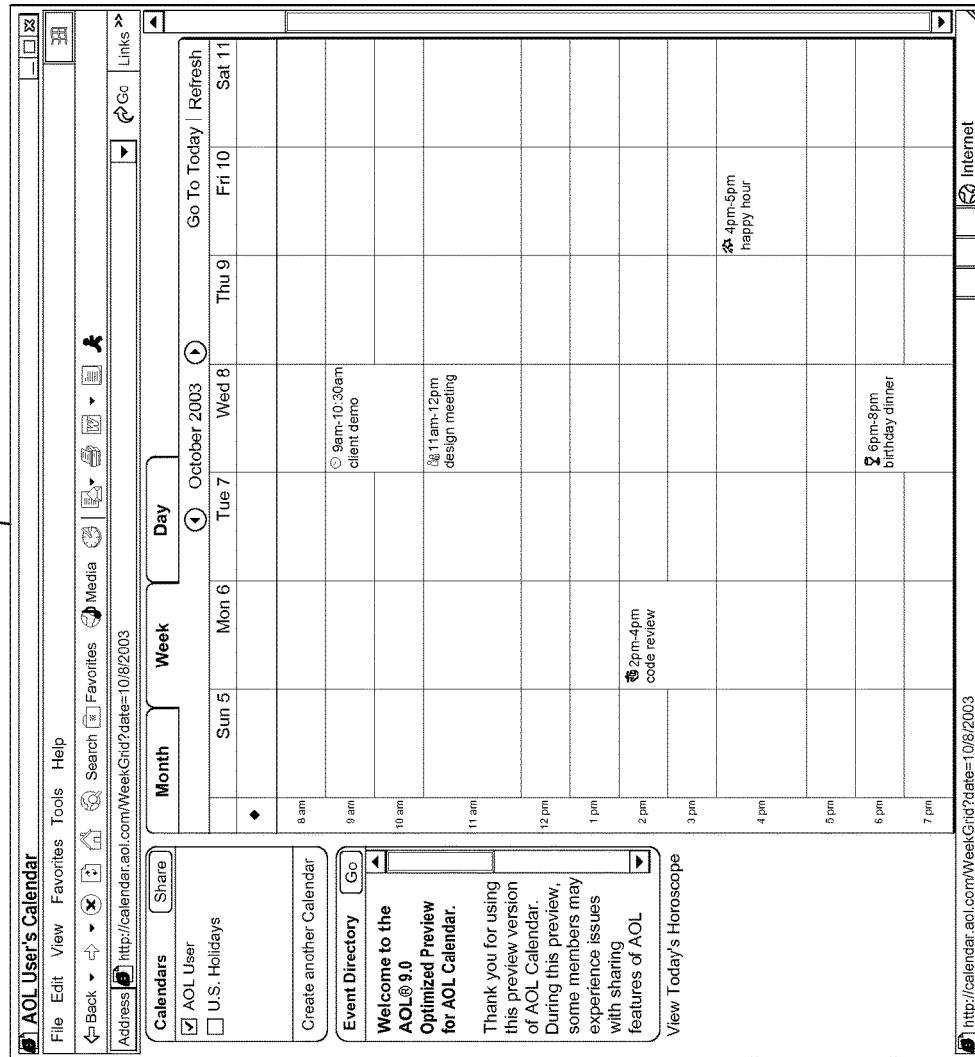 AOL User's Calendar
File Edit View Favorites Tools Help
Back Search Favorites Media
Address http://calendar.aol.com/WeekGrid?date=10/8/2003 Go Links >>
Calendars Share
AOL User
U.S. Holidays
Create another Calendar
Event Directory Go
Welcome to the
AOL® 9.0
Optimized Preview
for AOL Calendar.
Thank you for using
this preview version
of AOL Calendar.
During this preview,
some members may
experience issues
with sharing
features of AOL
View Today's Horoscope
Month Week Day
October 2003 Go To Today | Refresh
Sun 5 Mon 6 Tue 7 Wed 8 Thu 9 Fri 10 Sat 11
8 am
9 am
9am-10:30am
client demo
10 am
11 am
11am-12pm
design meeting
12 pm
1 pm
2 pm
2pm-4pm
code review
3 pm
4 pm
4pm-5pm
happy hour
5 pm
6 pm
6pm-8pm
birthday dinner
7 pm
http://calendar.aol.com/WeekGrid?date=10/8/2003 Internet